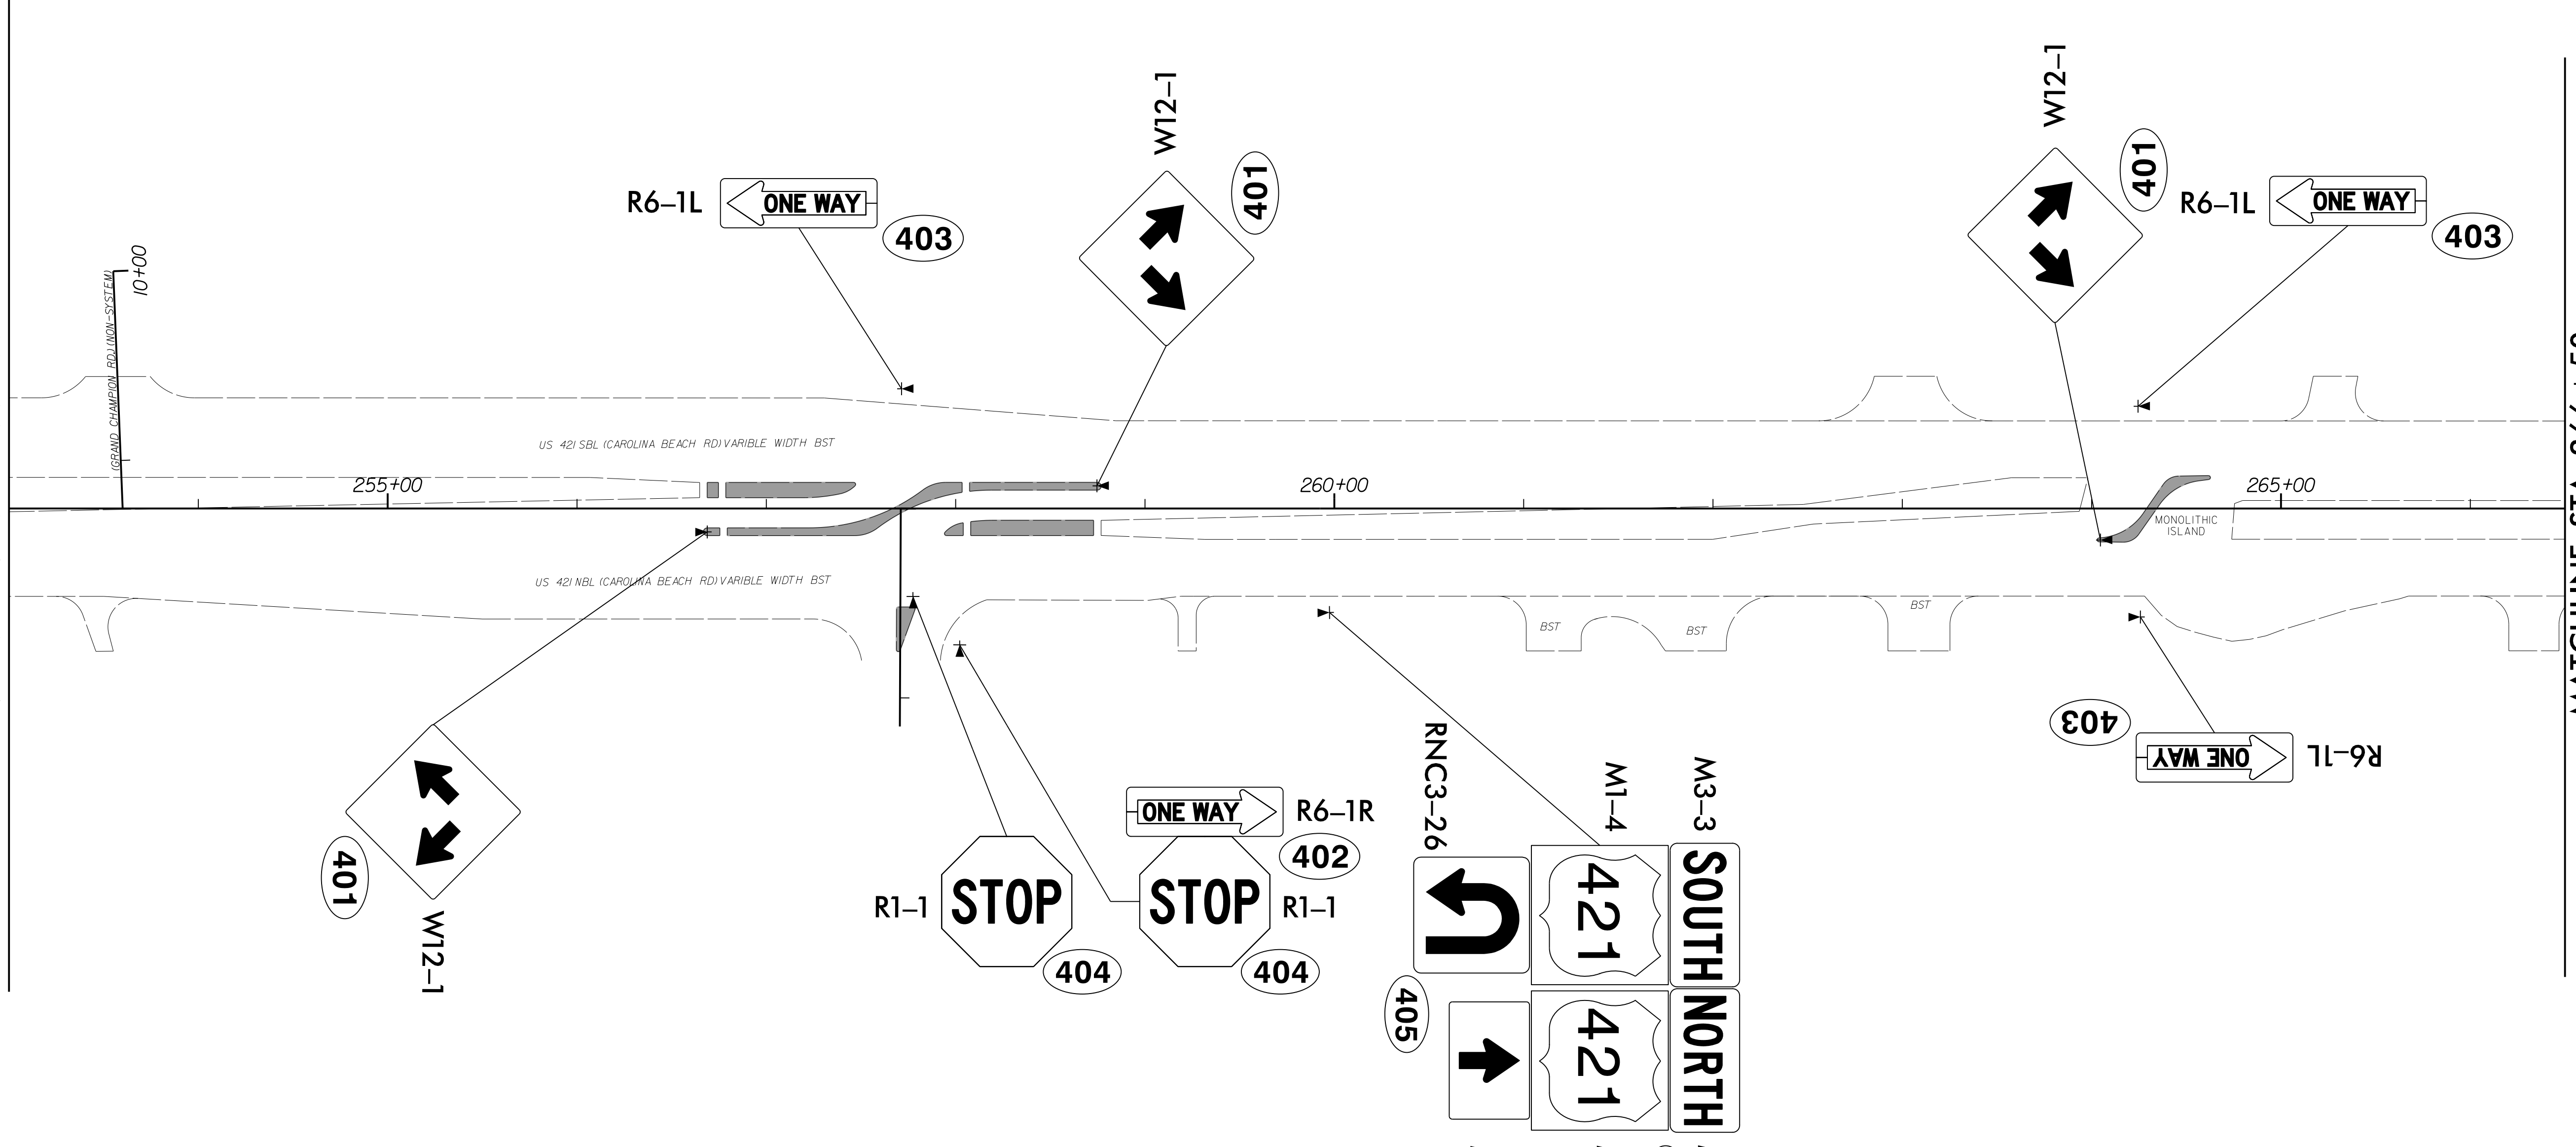 W12-1
W12-1
401
401
R6-1L
ONE WAY
403
R6-1L
ONE WAY
403
10+00
(GRAND CHAMPION RD.) (NON-SYSTEM)
US 421 SBL (CAROLINA BEACH RD) VARIBLE WIDTH BST
255+00
260+00
265+00
MONOLITHIC
ISLAND
US 421 NBL (CAROLINA BEACH RD) VARIBLE WIDTH BST
BST
BST
BST
403
ONE WAY
R6-1L
RNC3-26
M1-4
M3-3
ONE WAY
R6-1R
402
401
W12-1
R1-1
STOP
404
STOP
R1-1
404
421
SOUTH
405
421
NORTH